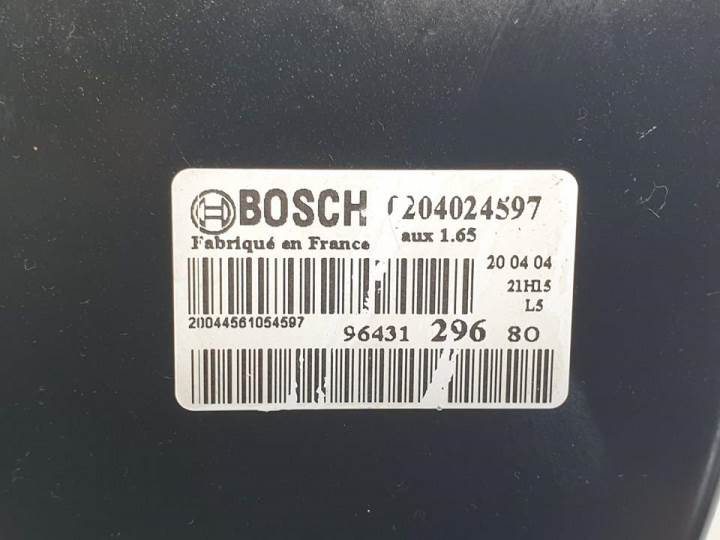 BOSCH 0204024597
Fabriqué en France aux 1.65
20 04 04
21H15
L5
20044561054597
96431 296 80